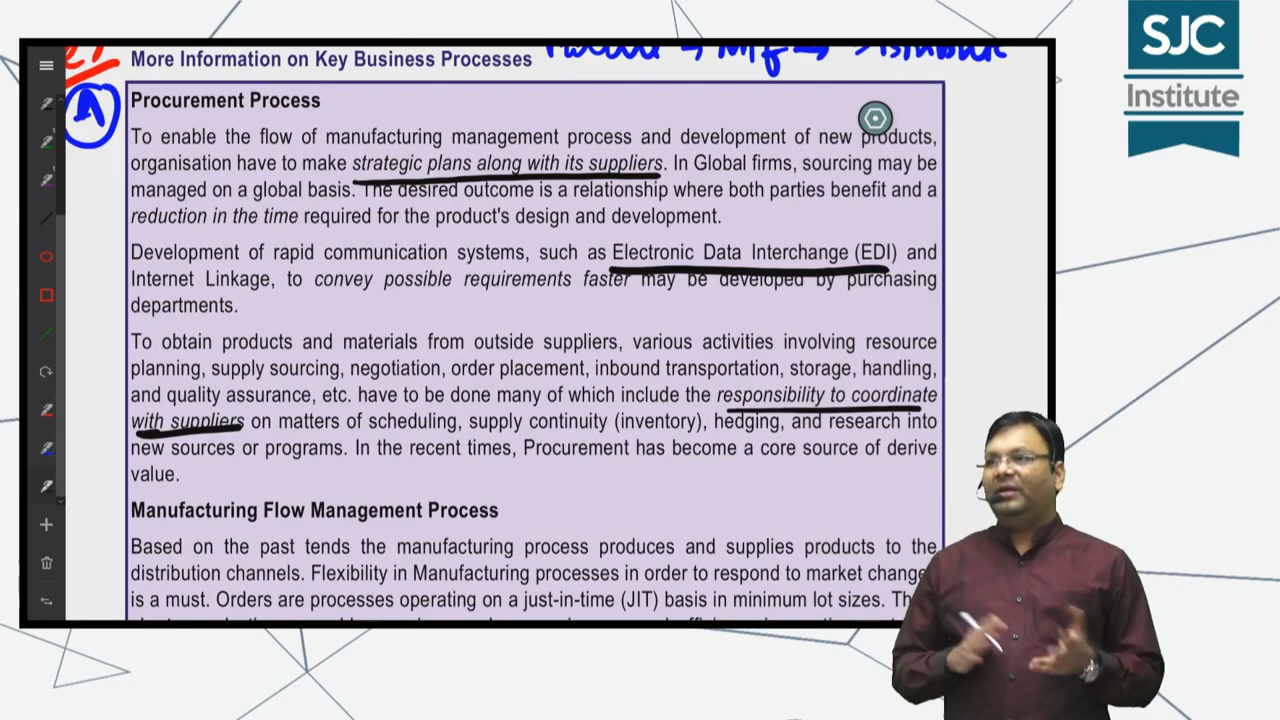 SJC
Institute
More Information on Key Business Processes
A
Procurement Process
To enable the flow of manufacturing management process and development of new products,
organisation have to make strategic plans along with its suppliers. In Global firms, sourcing may be
managed on a global basis. The desired outcome is a relationship where both parties benefit and a
reduction in the time required for the product's design and development.
Development of rapid communication systems, such as Electronic Data Interchange (EDI) and
Internet Linkage, to convey possible requirements faster may be developed by purchasing
departments.
To obtain products and materials from outside suppliers, various activities involving resource
planning, supply sourcing, negotiation, order placement, inbound transportation, storage, handling,
and quality assurance, etc. have to be done many of which include the responsibility to coordinate
with suppliers on matters of scheduling, supply continuity (inventory), hedging, and research into
new sources or programs. In the recent times, Procurement has become a core source of derive
value.
Manufacturing Flow Management Process
Based on the past tends the manufacturing process produces and supplies products to the
distribution channels. Flexibility in Manufacturing processes in order to respond to market change
is a must. Orders are processes operating on a just-in-time (JIT) basis in minimum lot sizes.